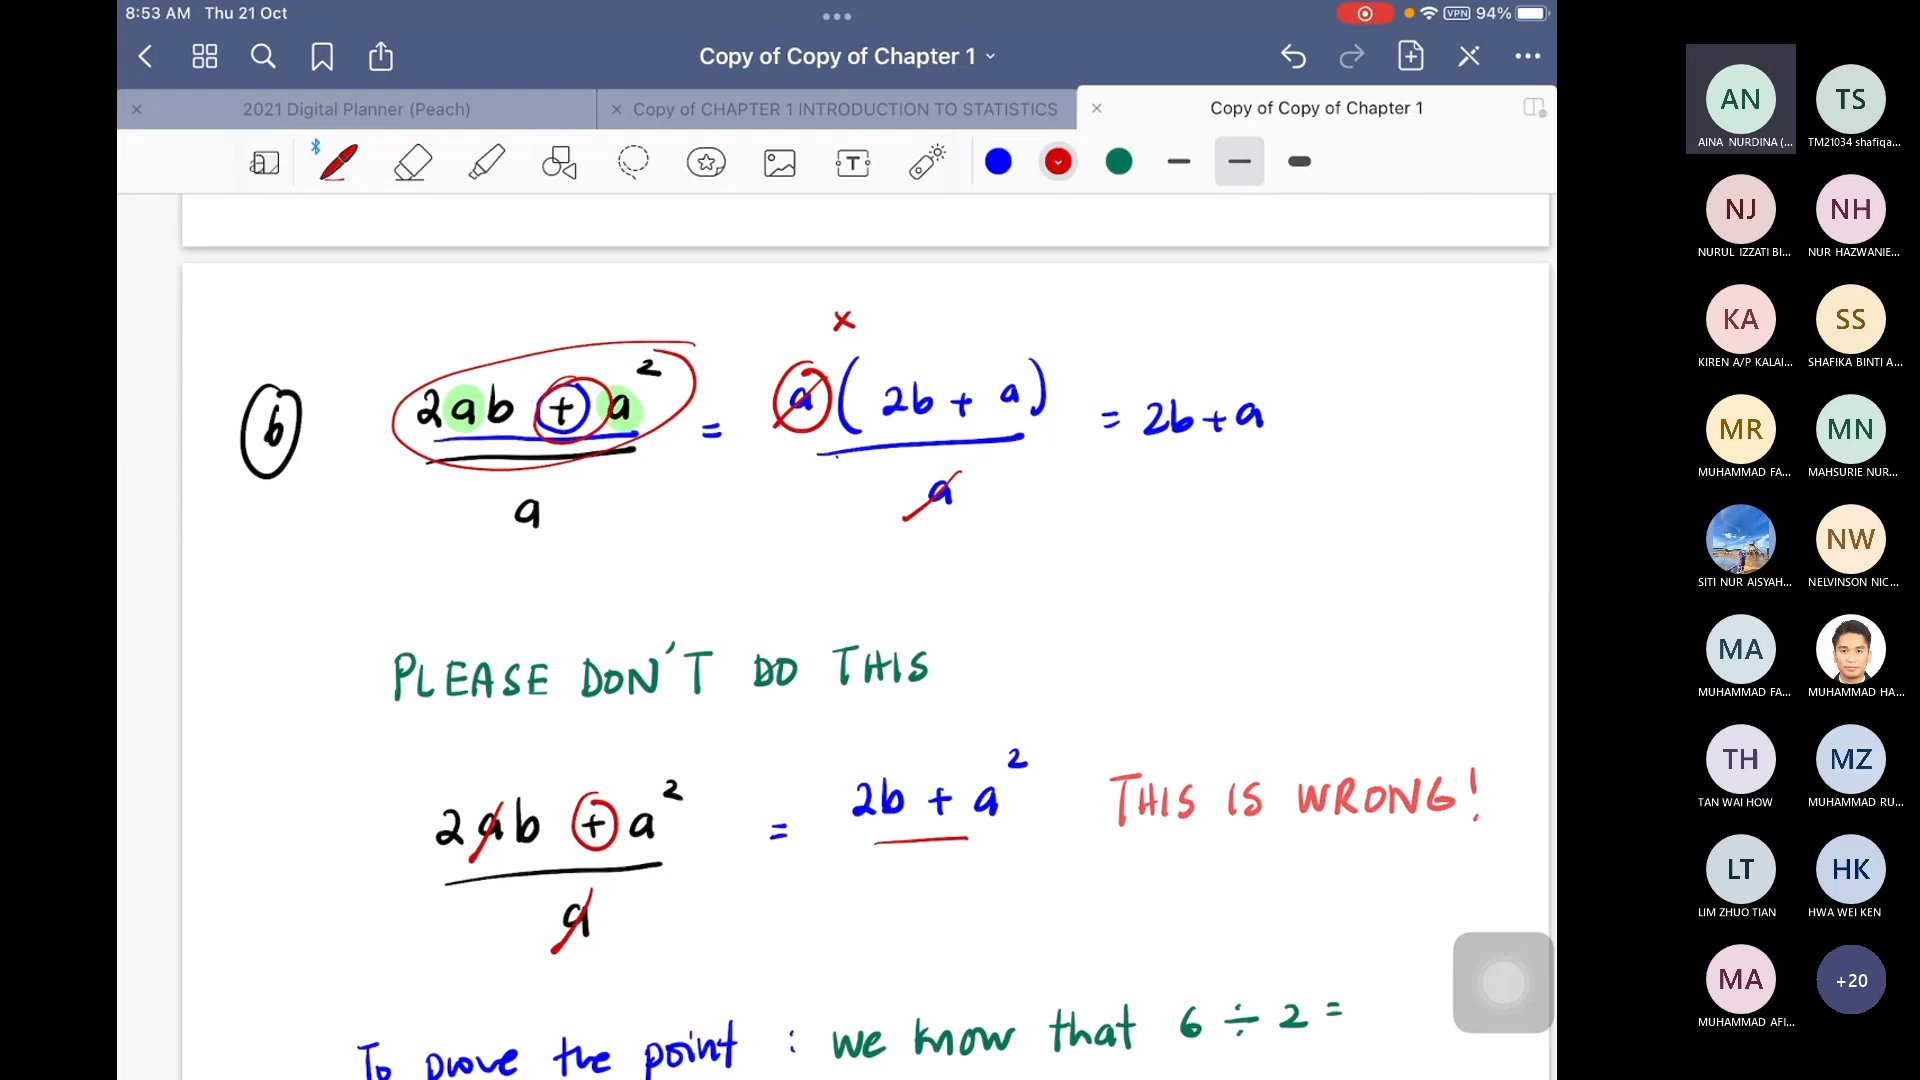 8:53 AM Thu 21 Oct
VPN 94%
Copy of Copy of Chapter 1
2021 Digital Planner (Peach)
Copy of CHAPTER 1 INTRODUCTION TO STATISTICS
Copy of Copy of Chapter 1
T
x
b 2ab + a² = a ( 2b + a ) = 2b + a
a a
PLEASE DON'T DO THIS
2ab + a² = 2b + a² THIS IS WRONG!
a
To prove the point : we know that 6 ÷ 2 =
AN TS
AINA NURDINA (... TM21034 shafiqa...
NJ NH
NURUL IZZATI BI... NUR HAZWANIE...
KA SS
KIREN A/P KALAI... SHAFIKA BINTI A...
MR MN
MUHAMMAD FA... MAHSURIE NUR...
NW
SITI NUR AISYAH... NELVINSON NIC...
MA
MUHAMMAD FA... MUHAMMAD HA...
TH MZ
TAN WAI HOW MUHAMMAD RU...
LT HK
LIM ZHUO TIAN HWA WEI KEN
MA +20
MUHAMMAD AFI...